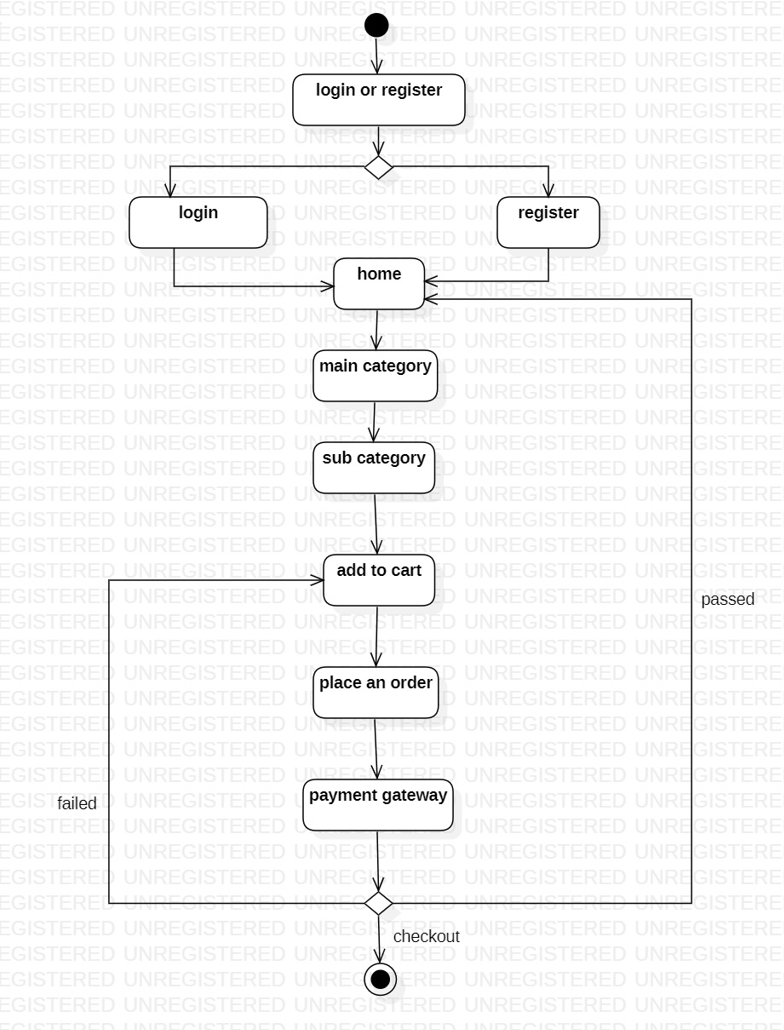 login or register
login
register
home
main category
sub category
add to cart
passed
place an order
payment gateway
failed
checkout
UNREGISTERED